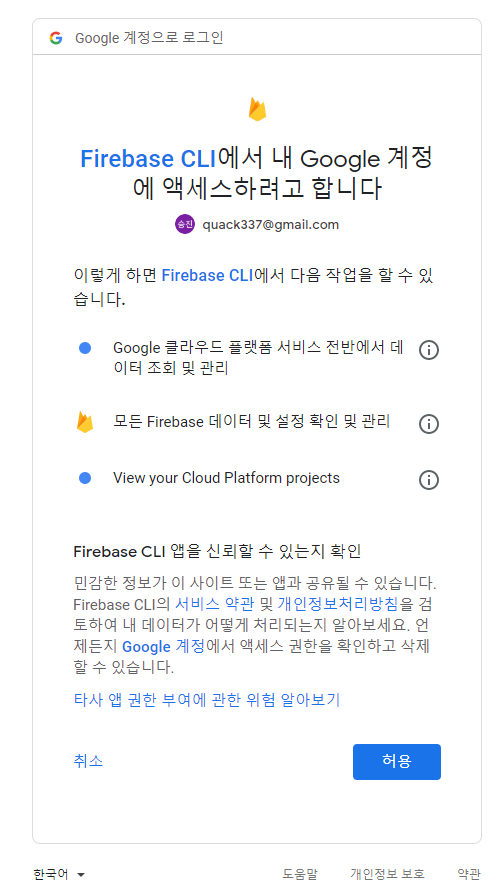 Google 계정으로 로그인
Firebase CLI에서 내 Google 계정
에 액세스하려고 합니다
승진 quack337@gmail.com
이렇게 하면 Firebase CLI에서 다음 작업을 할 수 있
습니다.
Google 클라우드 플랫폼 서비스 전반에서 데
이터 조회 및 관리
모든 Firebase 데이터 및 설정 확인 및 관리
View your Cloud Platform projects
Firebase CLI 앱을 신뢰할 수 있는지 확인
민감한 정보가 이 사이트 또는 앱과 공유될 수 있습니다.
Firebase CLI의 서비스 약관 및 개인정보처리방침을 검
토하여 내 데이터가 어떻게 처리되는지 알아보세요. 언
제든지 Google 계정에서 액세스 권한을 확인하고 삭제
할 수 있습니다.
타사 앱 권한 부여에 관한 위험 알아보기
취소 허용
한국어 도움말 개인정보 보호 약관